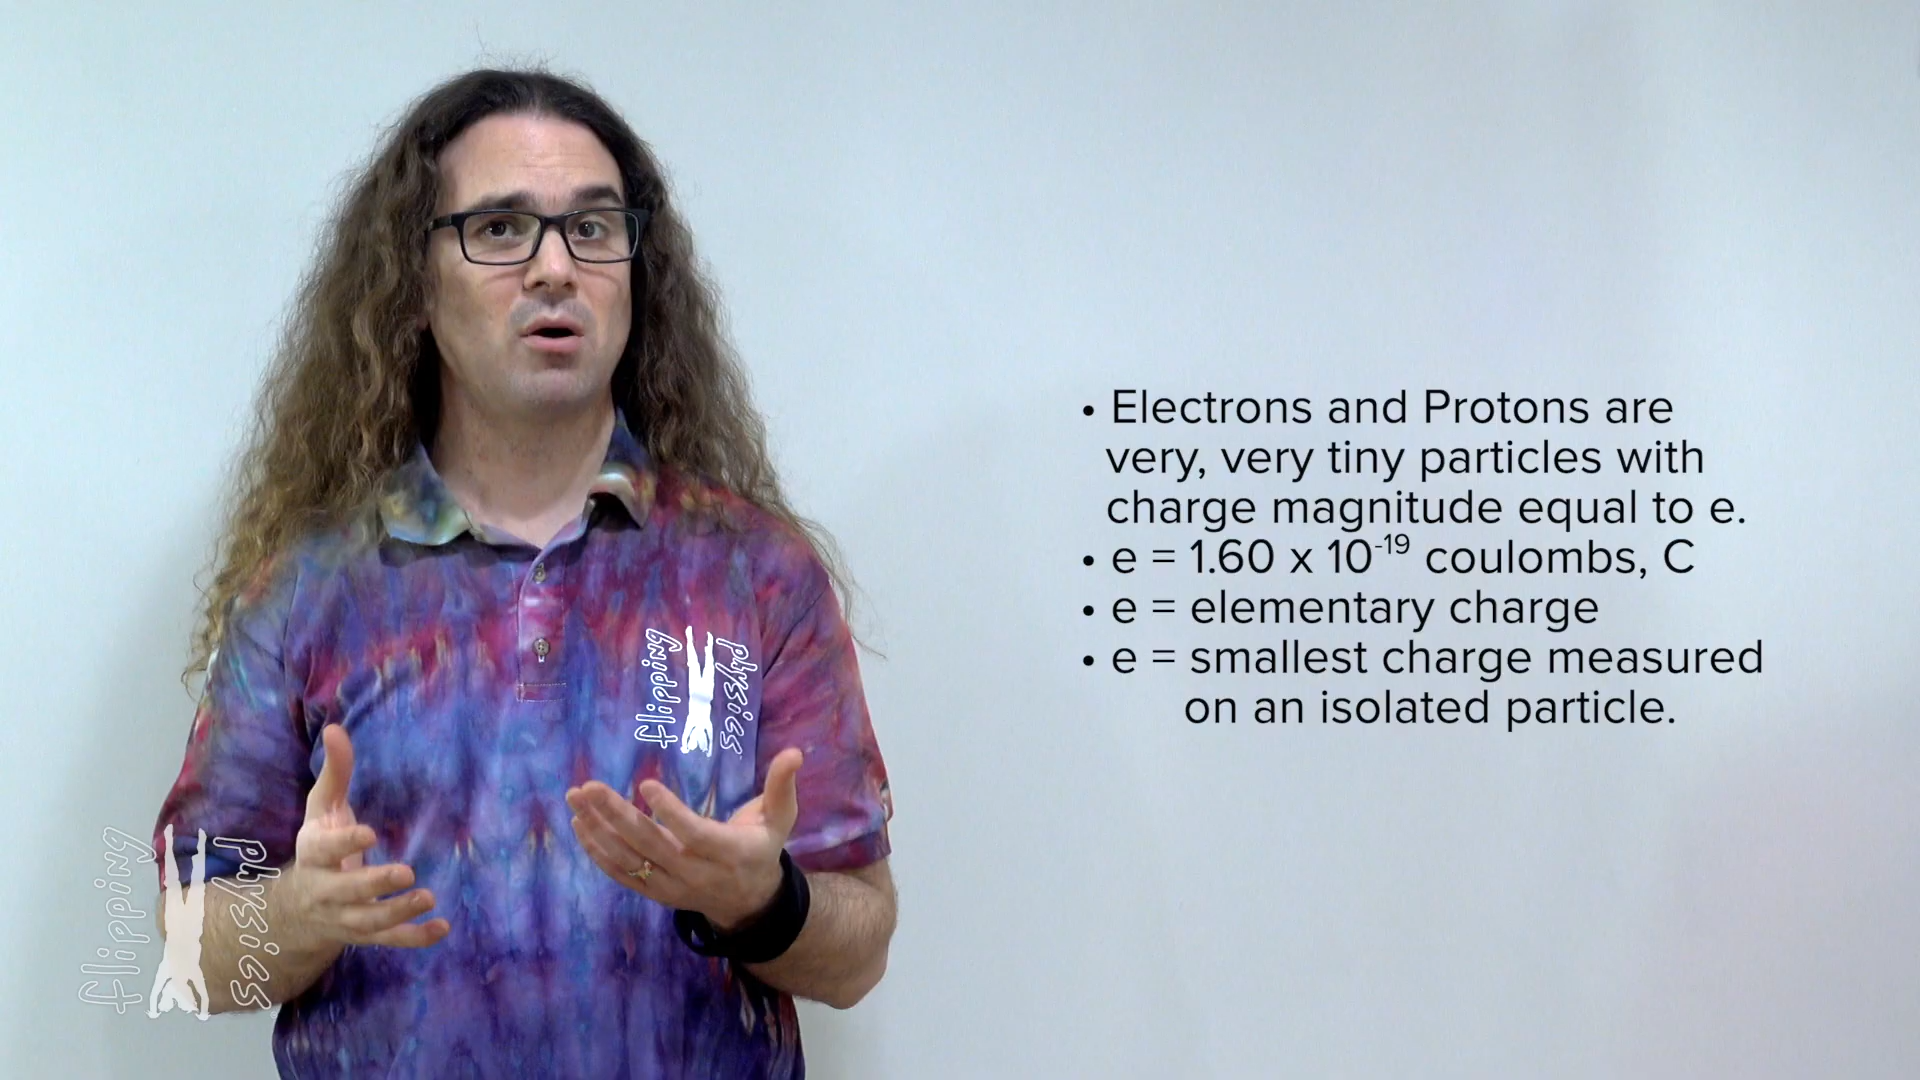 flipping
physics
flipping
physics
• Electrons and Protons are
very, very tiny particles with
charge magnitude equal to e.
• e = 1.60 x 10⁻¹⁹ coulombs, C
• e = elementary charge
• e = smallest charge measured
on an isolated particle.